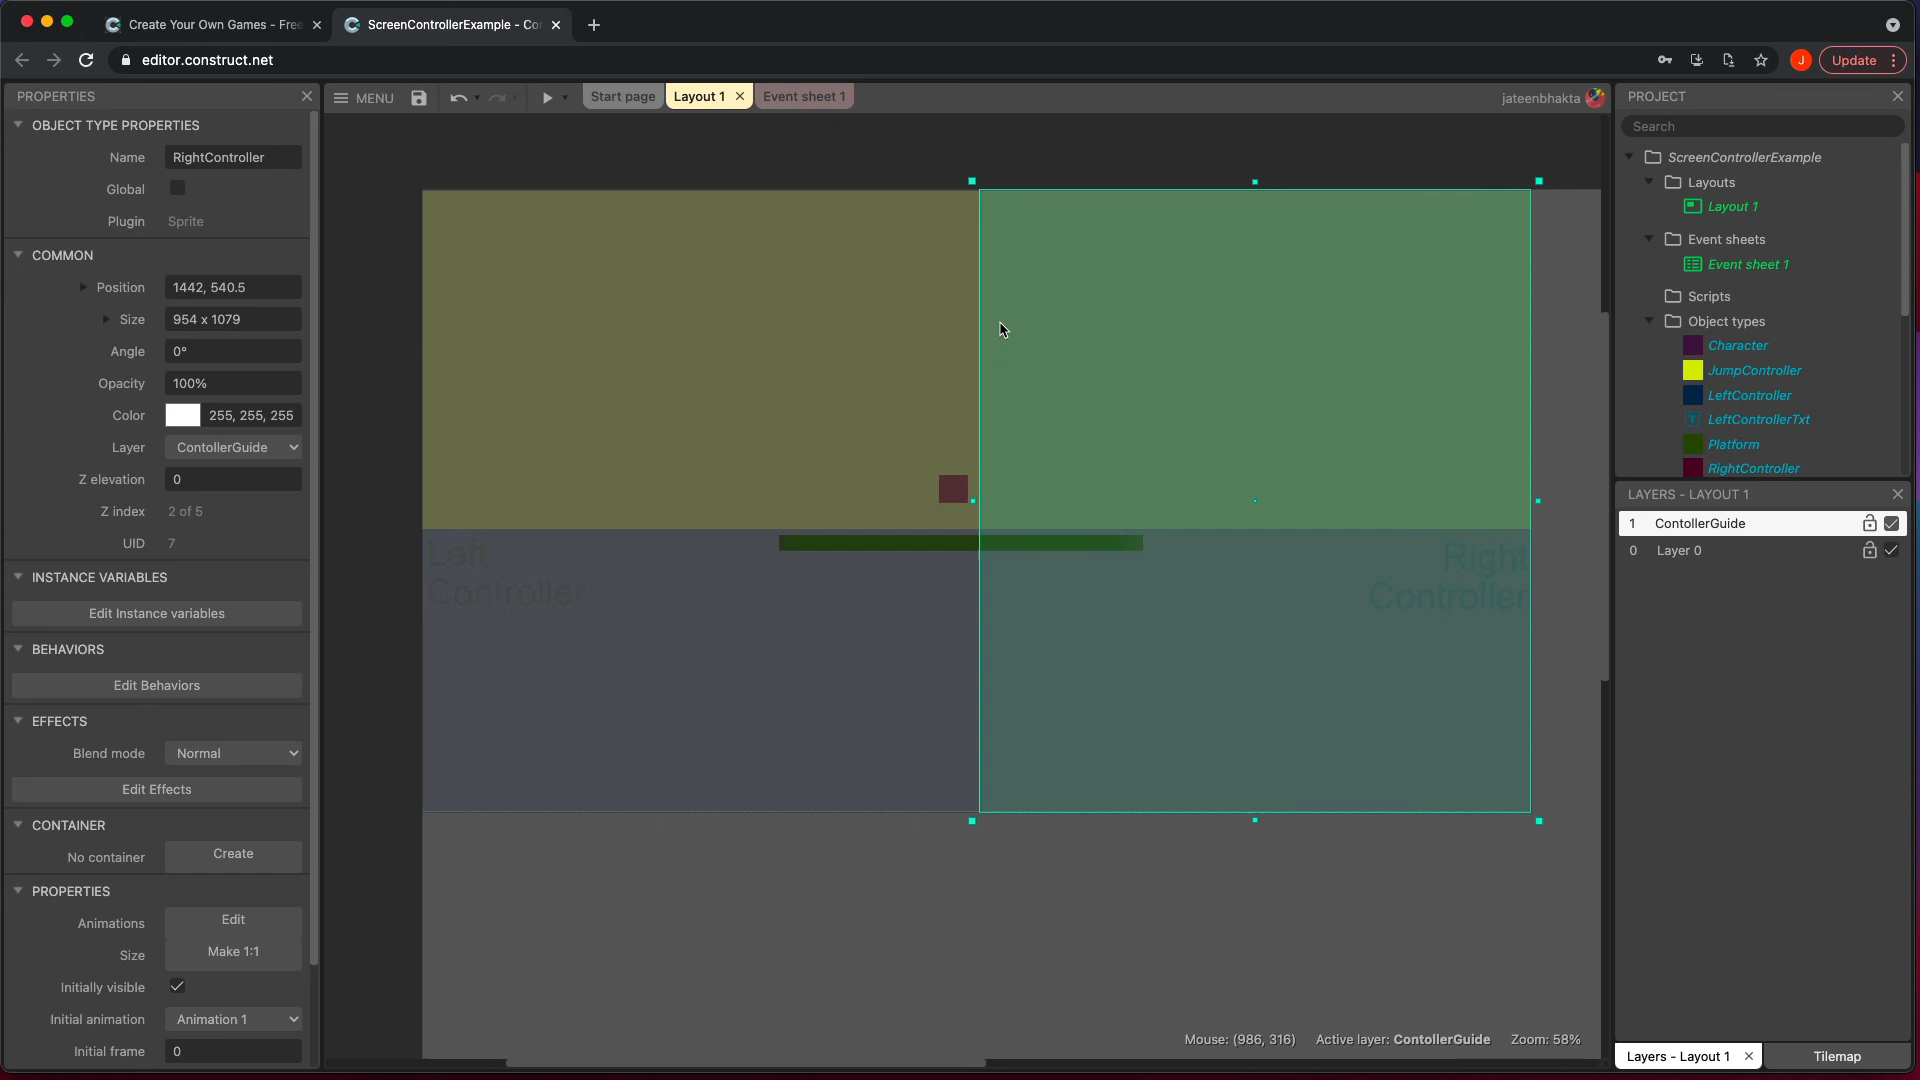 Create Your Own Games - Free
ScreenControllerExample - Co
editor.construct.net
J
Update
PROPERTIES
MENU
Start page
Layout 1
Event sheet 1
jateenbhakta
PROJECT
OBJECT TYPE PROPERTIES
Name RightController
Global
Plugin Sprite
COMMON
Position 1442, 540.5
Size 954 x 1079
Angle 0°
Opacity 100%
Color 255, 255, 255
Layer ContollerGuide
Z elevation 0
Z index 2 of 5
UID 7
INSTANCE VARIABLES
Edit Instance variables
BEHAVIORS
Edit Behaviors
EFFECTS
Blend mode Normal
Edit Effects
CONTAINER
No container Create
PROPERTIES
Animations Edit
Size Make 1:1
Initially visible
Initial animation Animation 1
Initial frame 0
Left
Controller
Right
Controller
Mouse: (986, 316) Active layer: ContollerGuide Zoom: 58%
Search
ScreenControllerExample
Layouts
Layout 1
Event sheets
Event sheet 1
Scripts
Object types
Character
JumpController
LeftController
LeftControllerTxt
Platform
RightController
LAYERS - LAYOUT 1
1 ContollerGuide
0 Layer 0
Layers - Layout 1
Tilemap